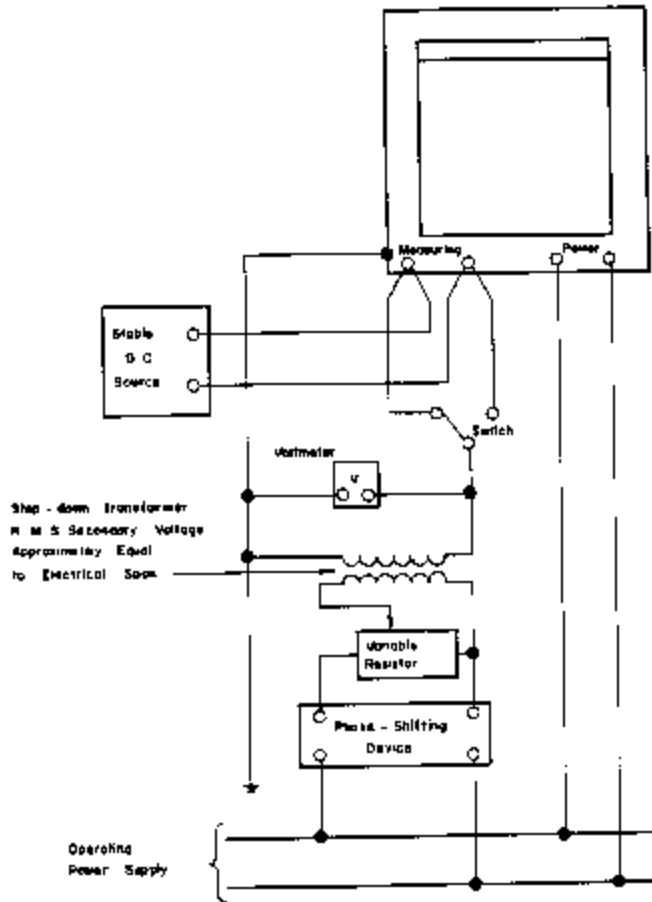 Measuring
Power
Stable
D C
Source
Switch
Voltmeter
V
Step - down Transformer
R M S Secondary Voltage
Approximately Equal
to Electrical Span
Variable
Resistor
Phase - Shifting
Device
Operating
Power Supply